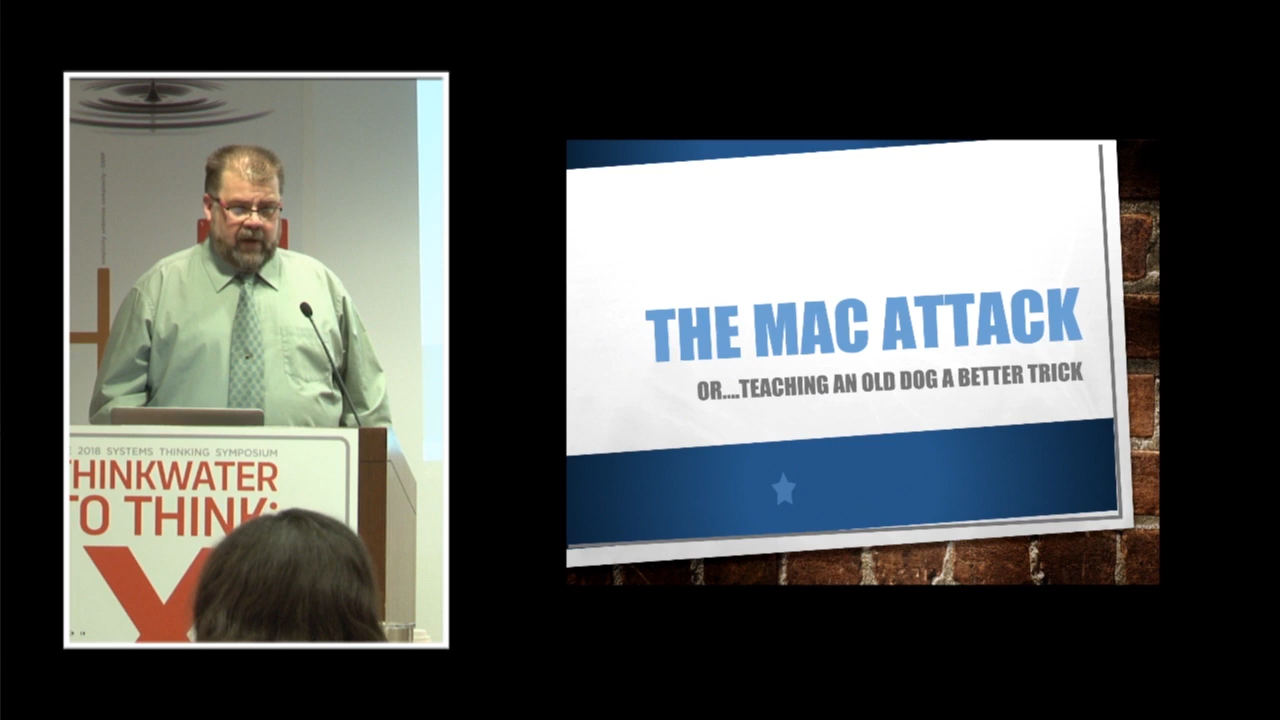 2018 SYSTEMS THINKING SYMPOSIUM
THINKWATER
TO THINK:
X
THE MAC ATTACK
OR....TEACHING AN OLD DOG A BETTER TRICK